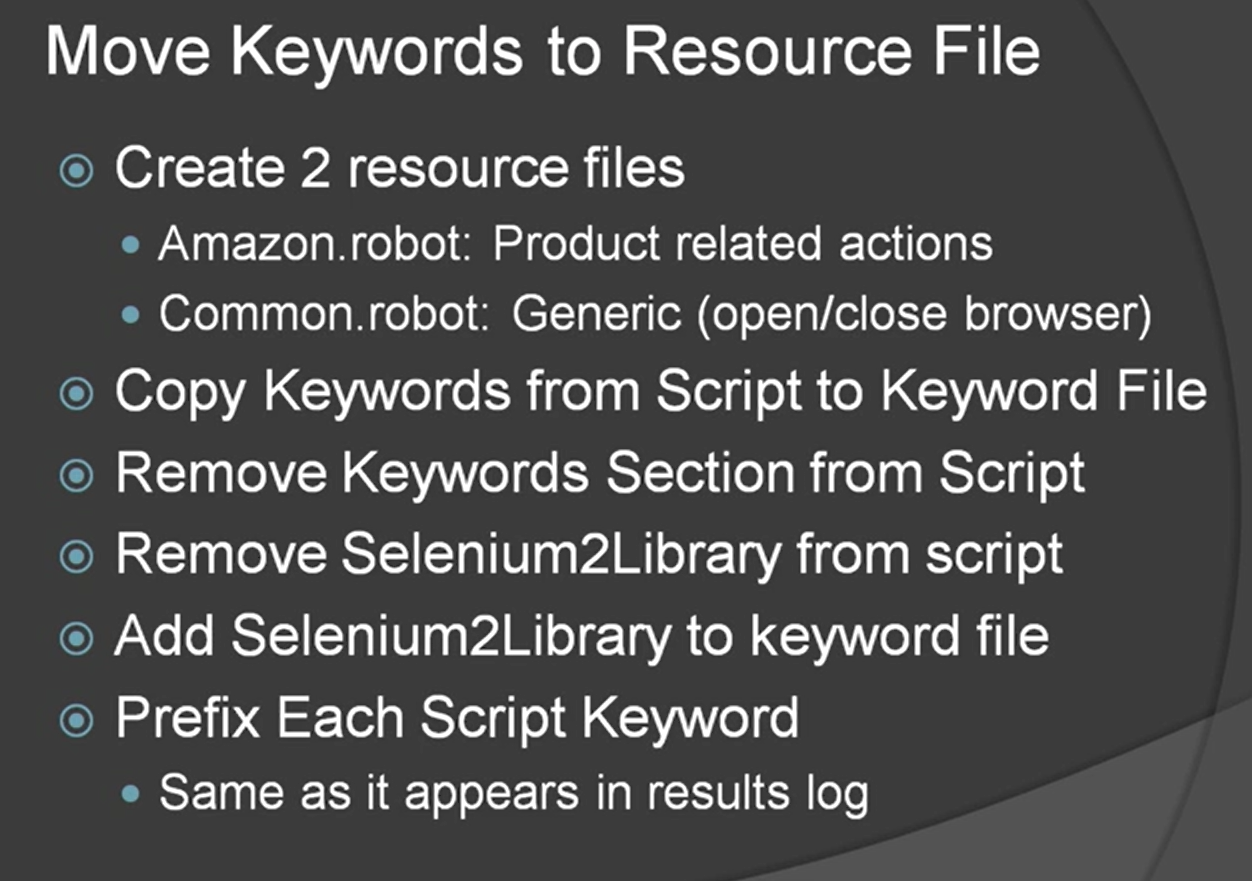 Move Keywords to Resource File
Create 2 resource files
Amazon.robot: Product related actions
Common.robot: Generic (open/close browser)
Copy Keywords from Script to Keyword File
Remove Keywords Section from Script
Remove Selenium2Library from script
Add Selenium2Library to keyword file
Prefix Each Script Keyword
Same as it appears in results log